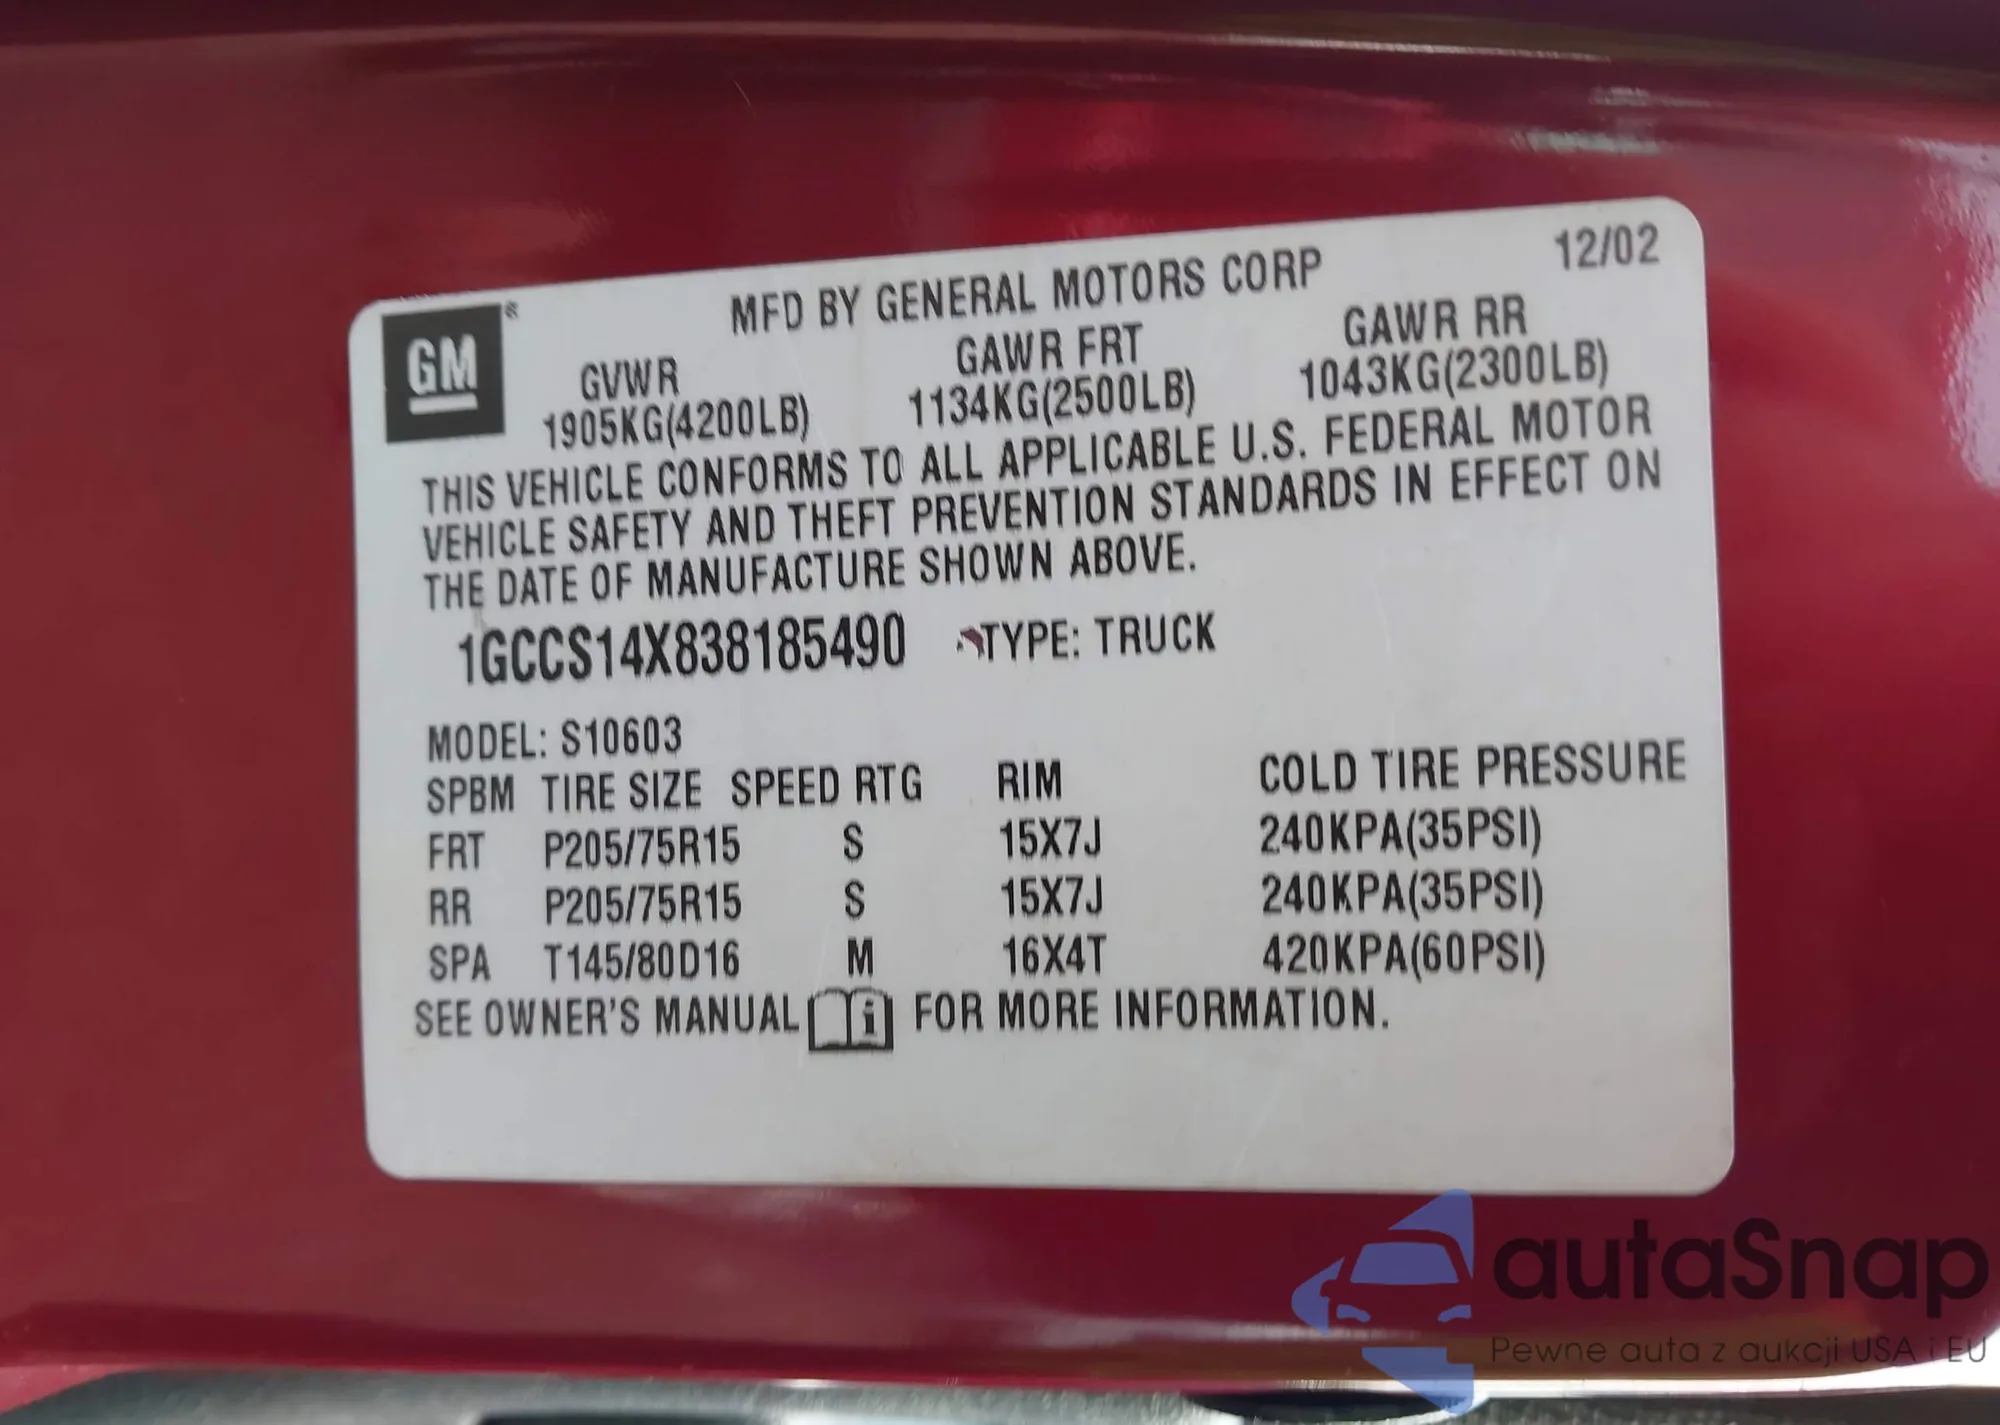 MFD BY GENERAL MOTORS CORP 12/02
GM®
GVWR GAWR FRT GAWR RR
1905KG(4200LB) 1134KG(2500LB) 1043KG(2300LB)
THIS VEHICLE CONFORMS TO ALL APPLICABLE U.S. FEDERAL MOTOR
VEHICLE SAFETY AND THEFT PREVENTION STANDARDS IN EFFECT ON
THE DATE OF MANUFACTURE SHOWN ABOVE.
1GCCS14X838185490 TYPE: TRUCK
MODEL: S10603
SPBM TIRE SIZE SPEED RTG RIM COLD TIRE PRESSURE
FRT P205/75R15 S 15X7J 240KPA(35PSI)
RR P205/75R15 S 15X7J 240KPA(35PSI)
SPA T145/80D16 M 16X4T 420KPA(60PSI)
SEE OWNER'S MANUAL i FOR MORE INFORMATION.
autaSnap
Pewne auta z aukcji USA i EU